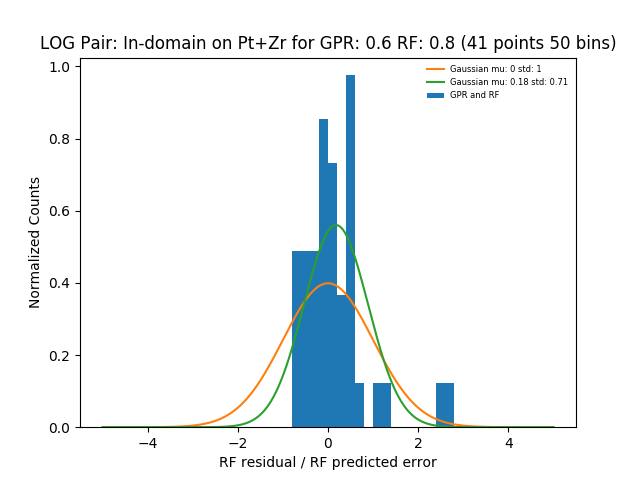 LOG Pair: In-domain on Pt+Zr for GPR: 0.6 RF: 0.8 (41 points 50 bins)
Gaussian mu: 0 std: 1
Gaussian mu: 0.18 std: 0.71
GPR and RF
Normalized Counts
1.0
0.8
0.6
0.4
0.2
0.0
−4
−2
0
2
4
RF residual / RF predicted error